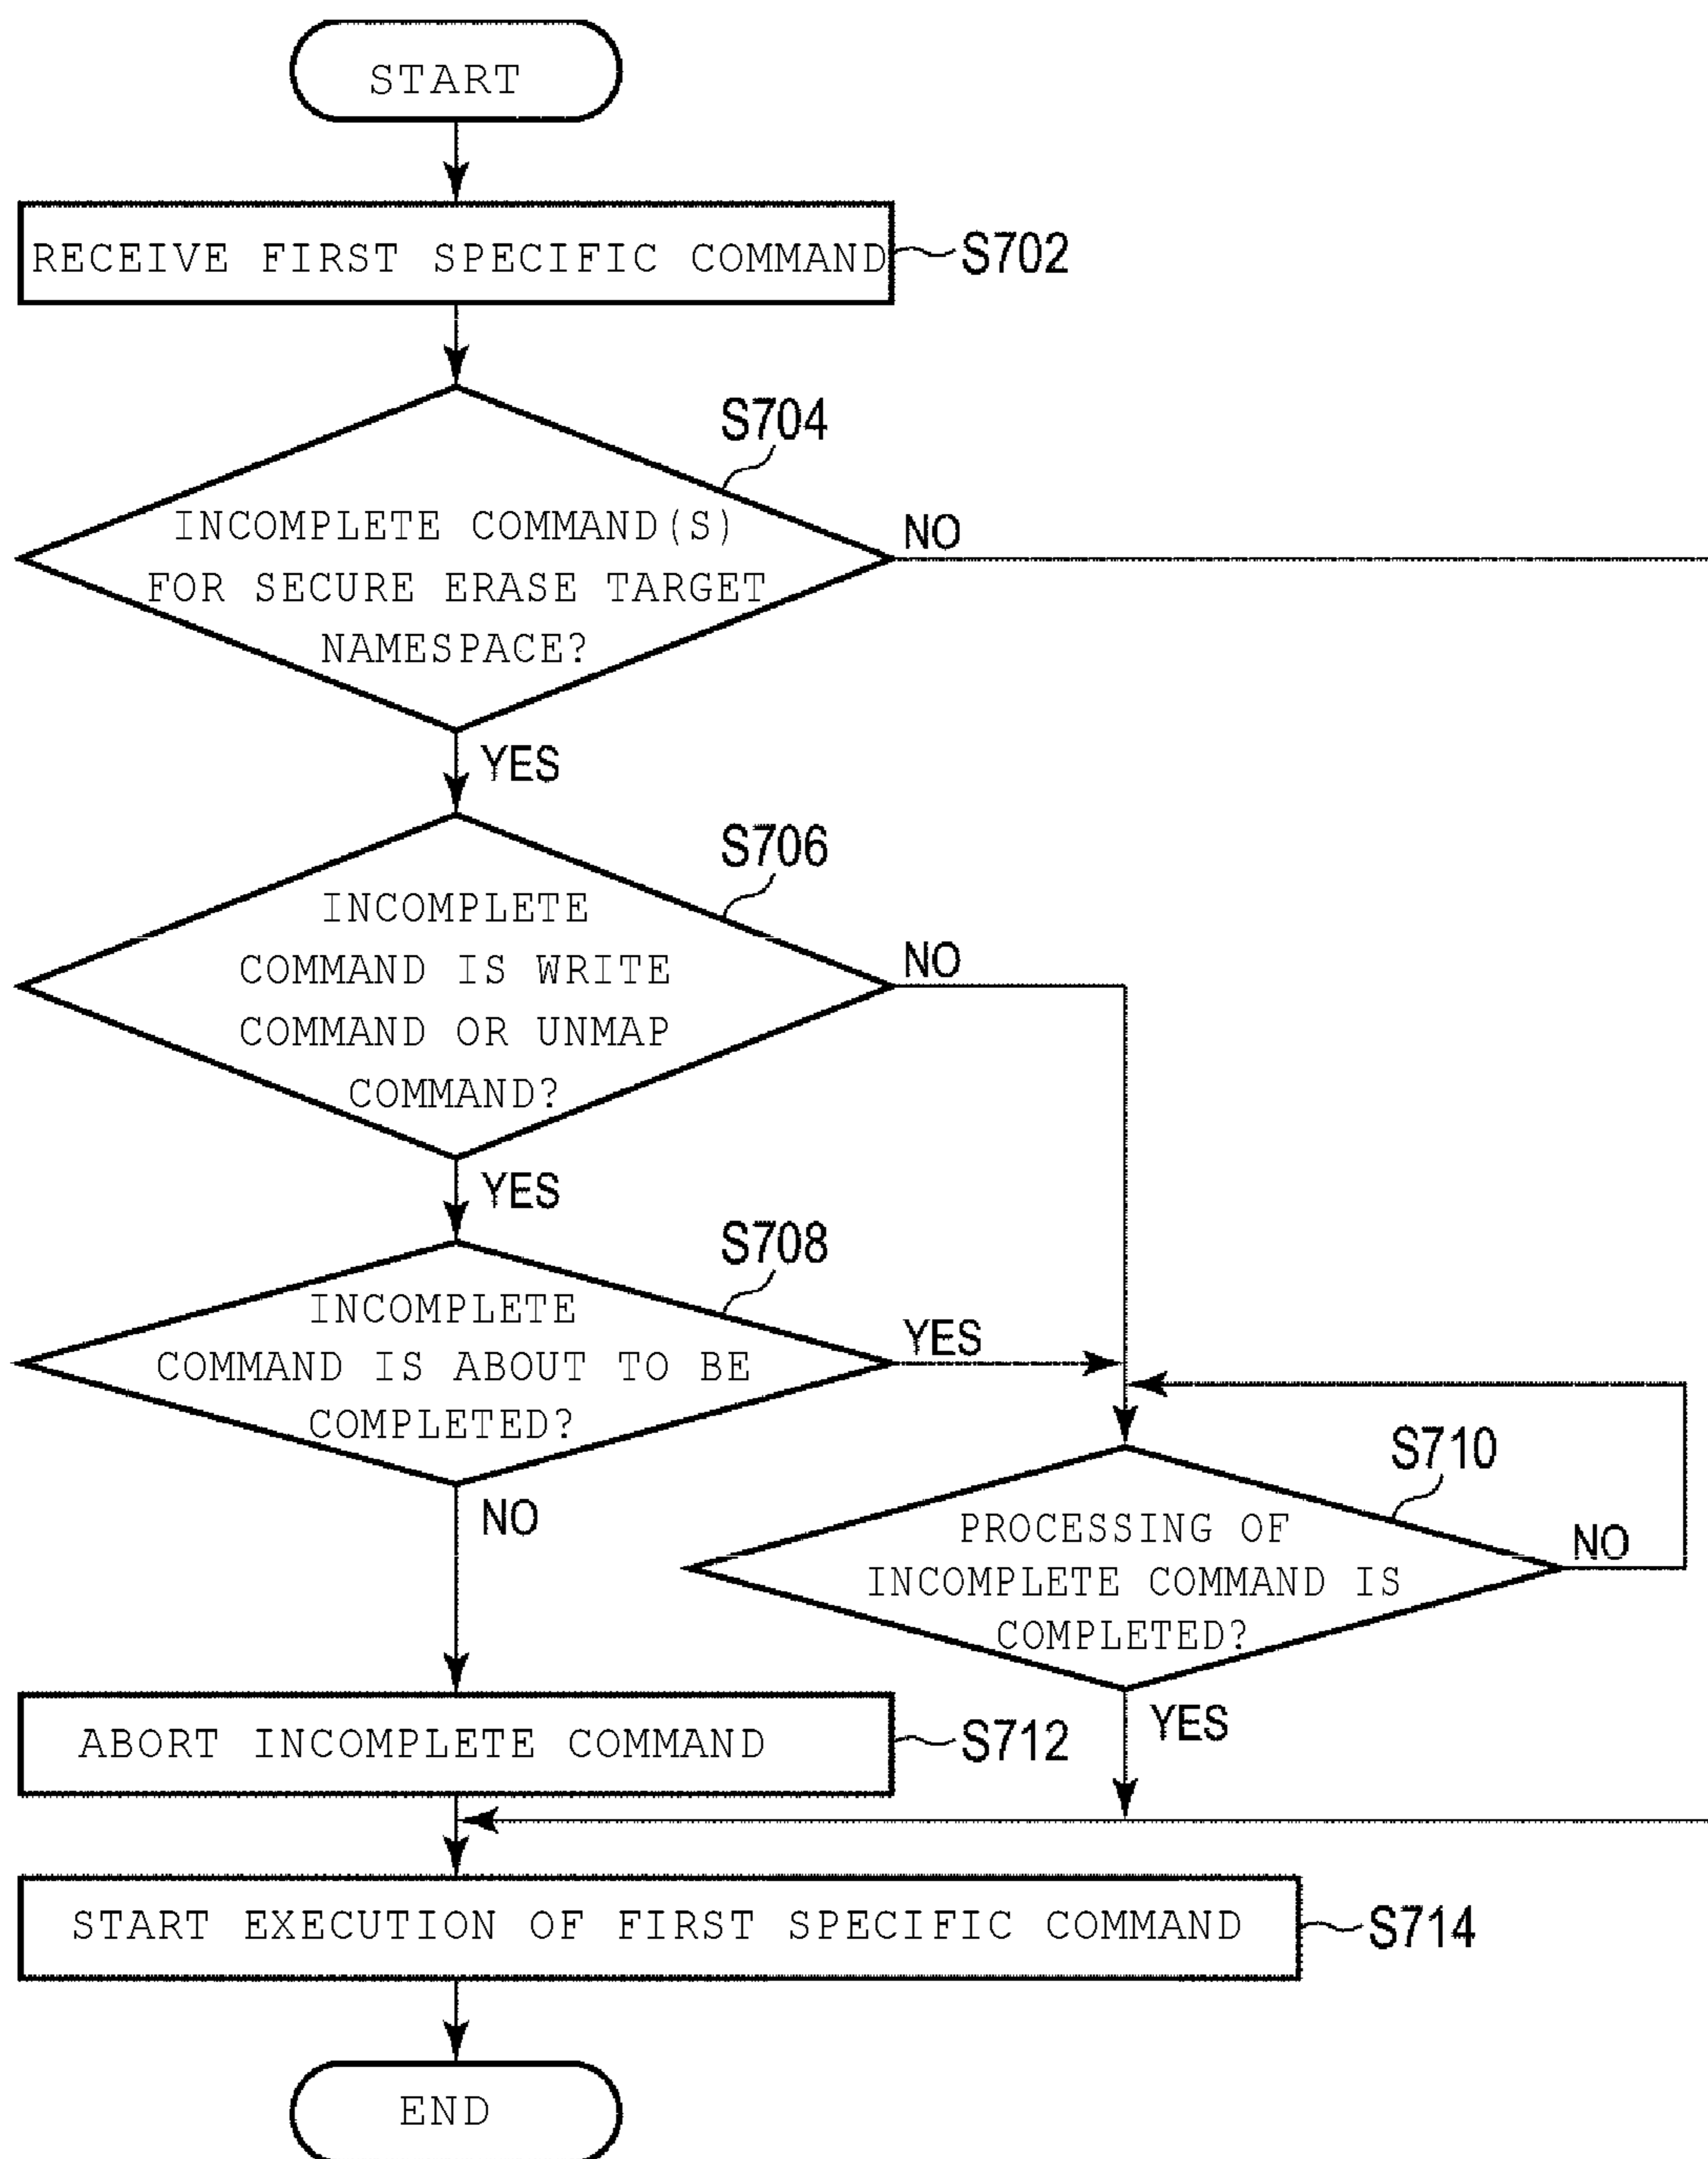 START
RECEIVE FIRST SPECIFIC COMMAND
S702
S704
INCOMPLETE COMMAND(S)
FOR SECURE ERASE TARGET
NAMESPACE?
NO
YES
S706
INCOMPLETE
COMMAND IS WRITE
COMMAND OR UNMAP
COMMAND?
NO
YES
S708
INCOMPLETE
COMMAND IS ABOUT TO BE
COMPLETED?
YES
NO
S710
PROCESSING OF
INCOMPLETE COMMAND IS
COMPLETED?
NO
YES
ABORT INCOMPLETE COMMAND
S712
START EXECUTION OF FIRST SPECIFIC COMMAND
S714
END